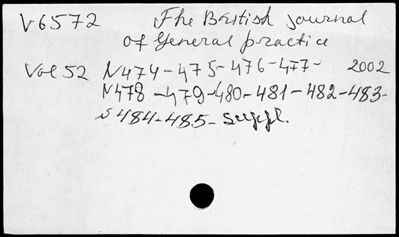 V6572 The British journal
of General practice
Vol 52 N474-475-476-477- 2002
N478-479-480-481-482-483-
S 484-485- suppl.